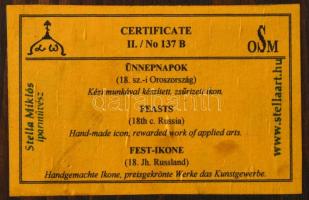 CERTIFICATE
II. / No 137 B
OSM
α ω
ÜNNEPNAPOK
(18. sz.-i Oroszország)
Kézi munkával készített, zsűrizett ikon.
FEASTS
(18th c. Russia)
Hand-made icon, rewarded work of applied arts.
FEST-IKONE
(18. Jh. Russland)
Handgemachte Ikone, preisgekrönte Werke das Kunstgewerbe.
Stella Miklós
iparművész
www.stellaart.hu